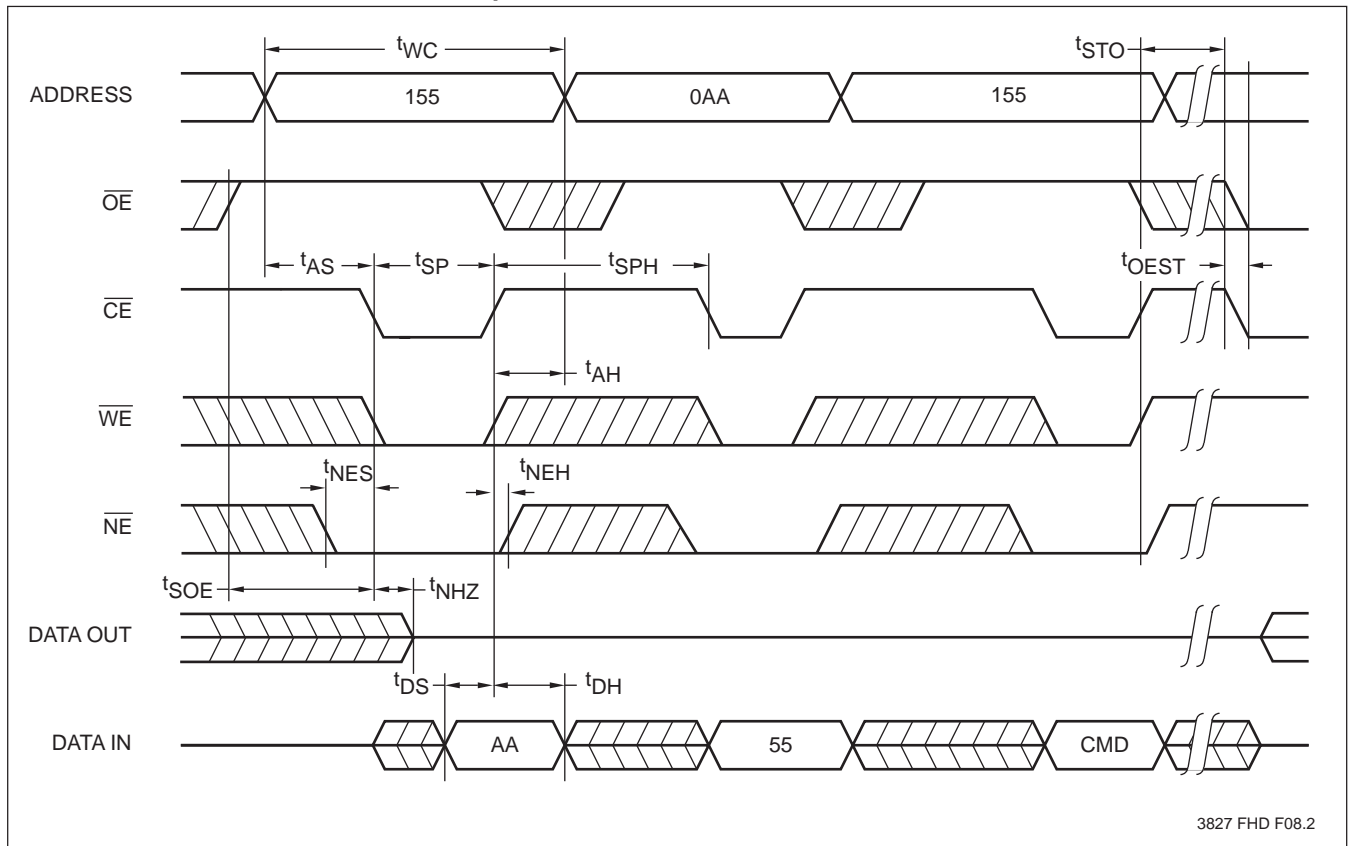 tWC
tSTO
ADDRESS
155
0AA
155
OE
tAS
tSP
tSPH
tOEST
CE
tAH
WE
tNES
tNEH
NE
tSOE
tNHZ
DATA OUT
tDS
tDH
DATA IN
AA
55
CMD
3827 FHD F08.2